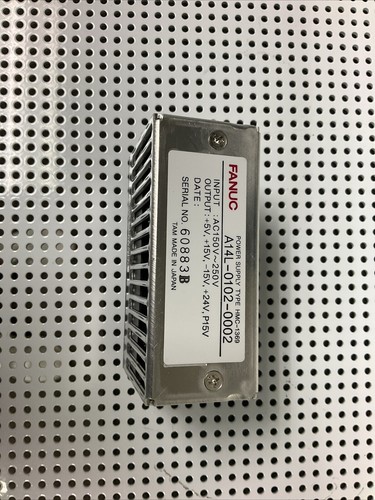 FANUC
POWER SUPPLY TYPE HMC-1369
A14L-0102-0002
INPUT : AC150V~250V
OUTPUT : +5V, +15V, -15V, +24V, P15V
DATE :
SERIAL NO. 60883B
TAM MADE IN JAPAN